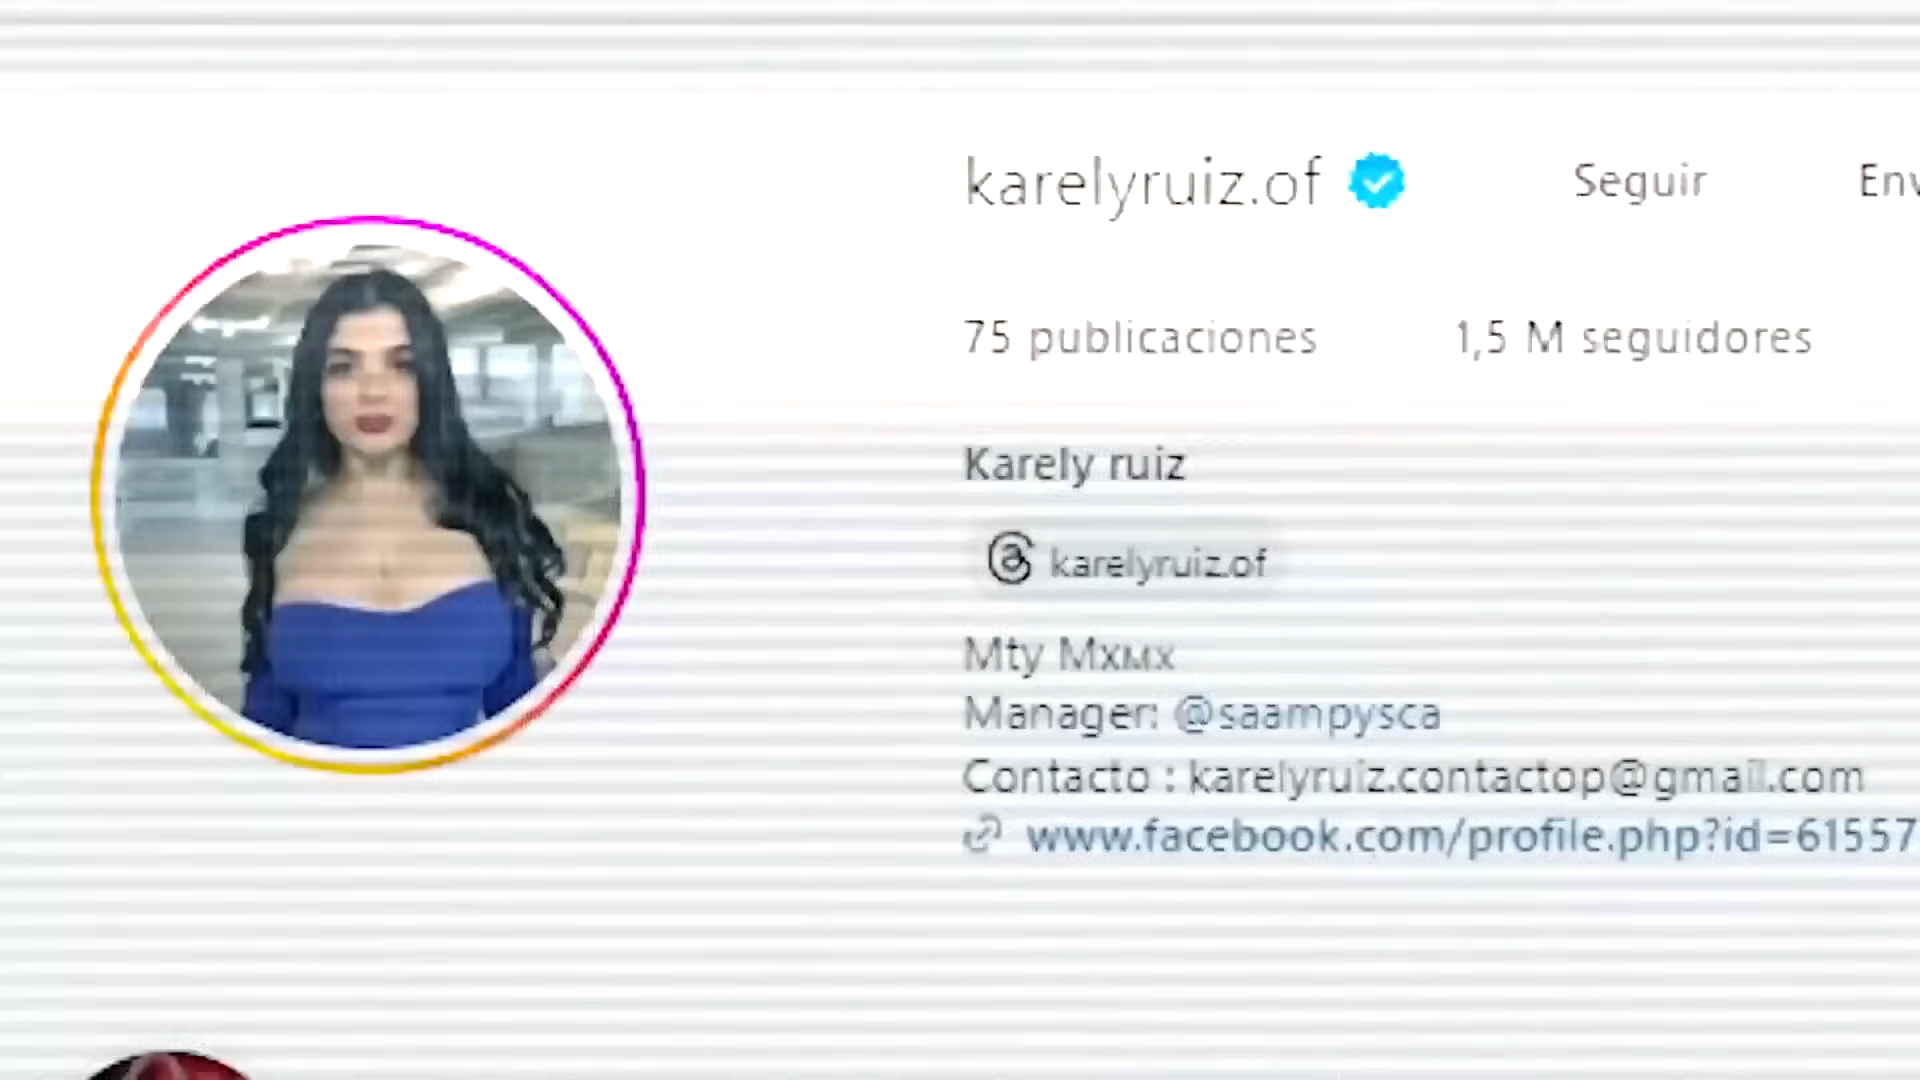 karelyruiz.of Seguir Env
75 publicaciones 1,5 M seguidores
Karely ruiz
karelyruiz.of
Mty Mxмx
Manager: @saampysca
Contacto : karelyruiz.contactop@gmail.com
www.facebook.com/profile.php?id=61557